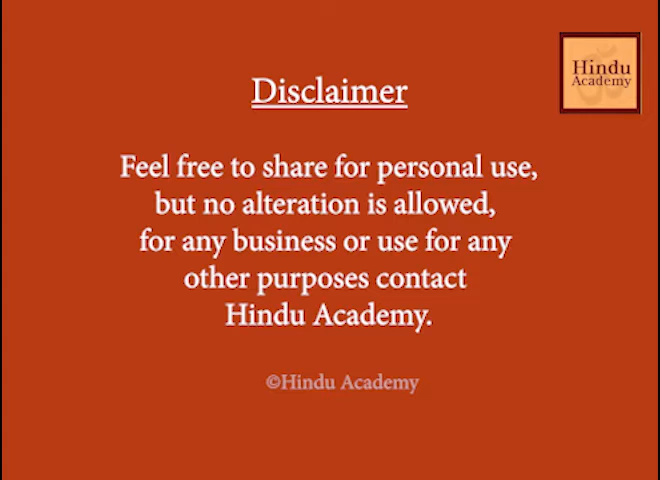 Hindu
Academy
Disclaimer
Feel free to share for personal use,
but no alteration is allowed,
for any business or use for any
other purposes contact
Hindu Academy.
©Hindu Academy